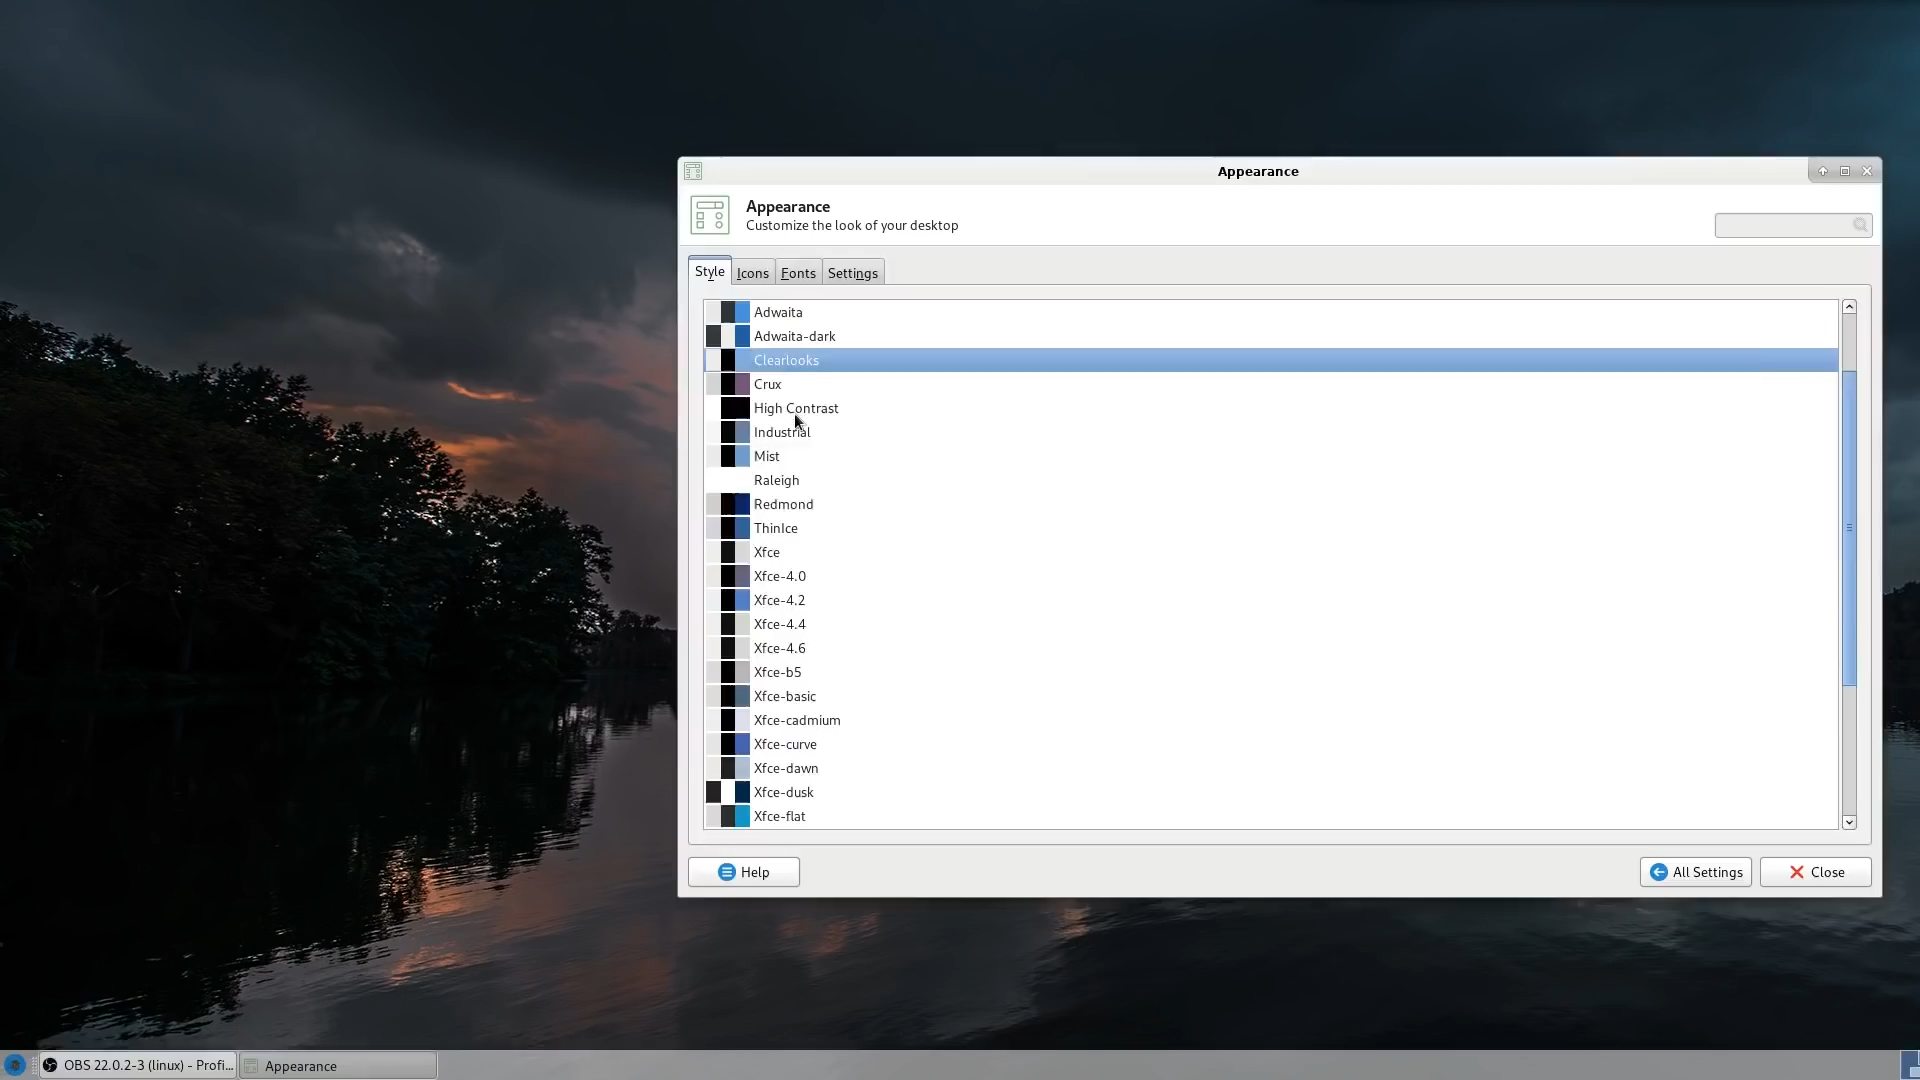 Appearance
Appearance
Customize the look of your desktop
Style
Icons
Fonts
Settings
Adwaita
Adwaita-dark
Clearlooks
Crux
High Contrast
Industrial
Mist
Raleigh
Redmond
ThinIce
Xfce
Xfce-4.0
Xfce-4.2
Xfce-4.4
Xfce-4.6
Xfce-b5
Xfce-basic
Xfce-cadmium
Xfce-curve
Xfce-dawn
Xfce-dusk
Xfce-flat
Help
All Settings
Close
OBS 22.0.2-3 (linux) - Profi...
Appearance